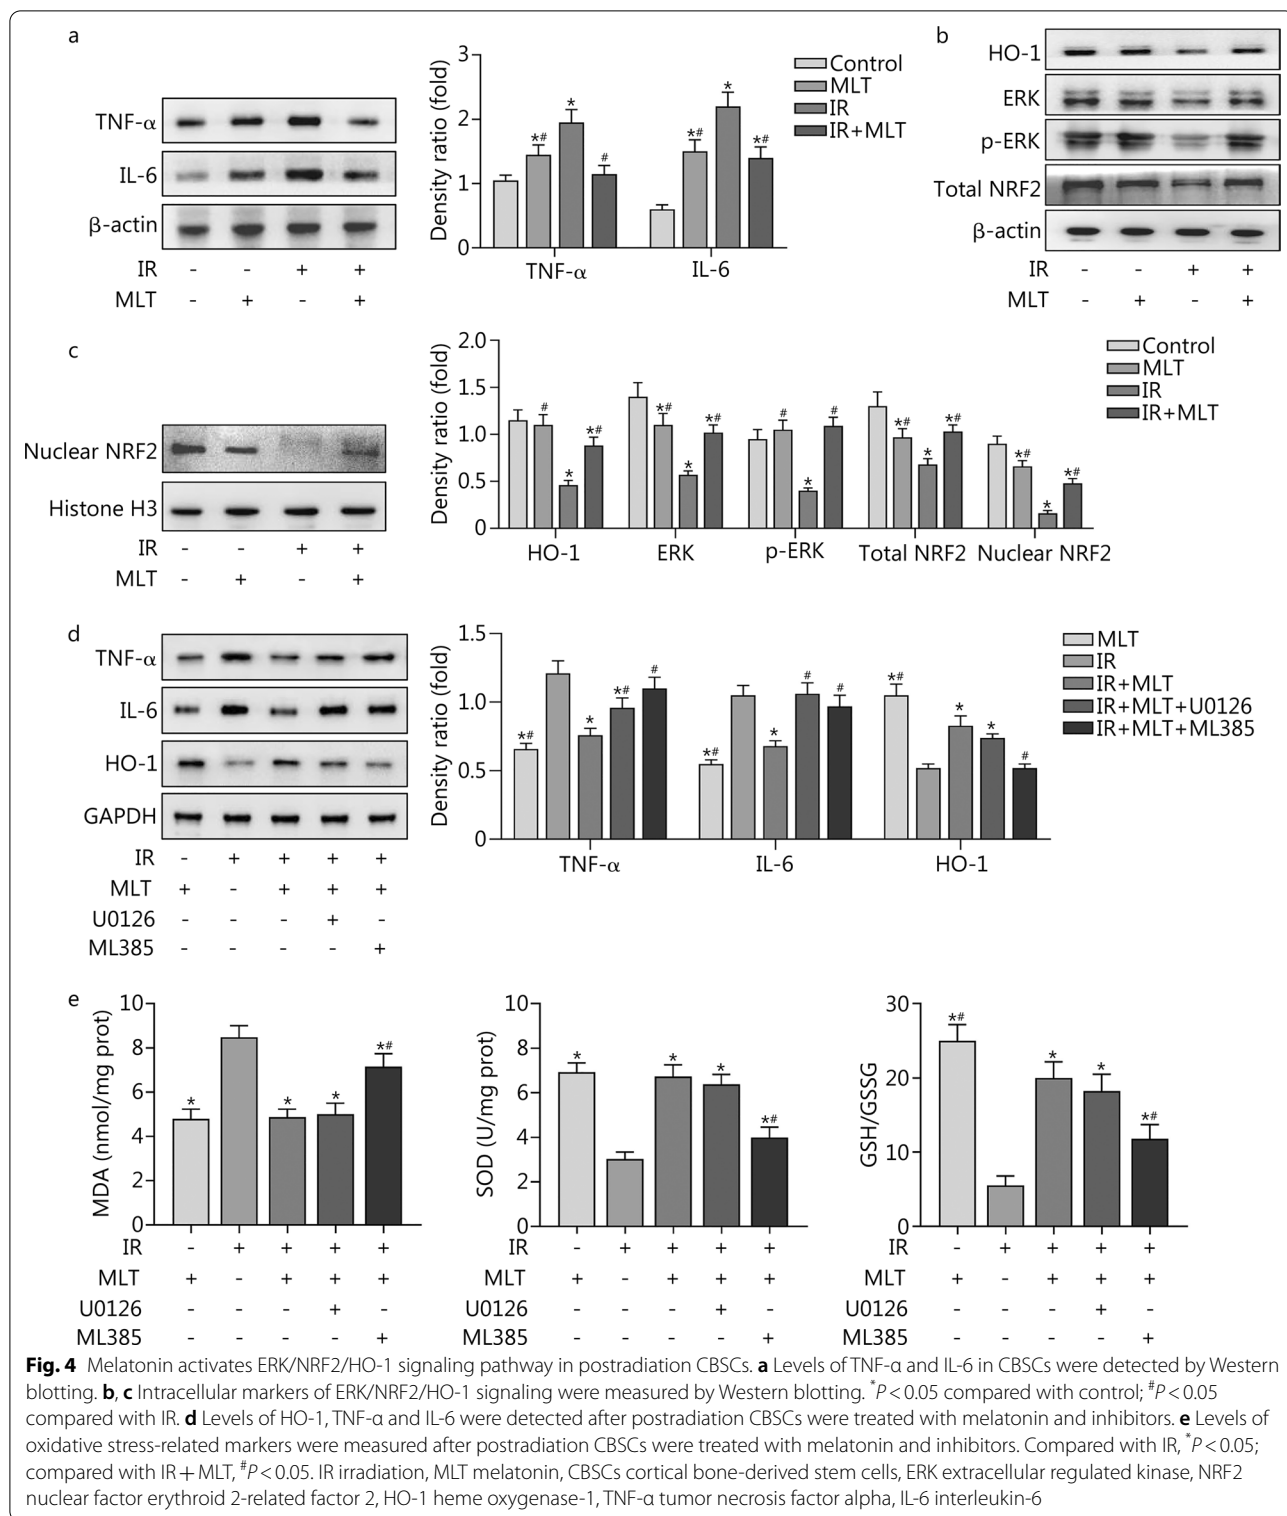 a
TNF-α
IL-6
β-actin
IR - - + +
MLT - + - +
Density ratio (fold)
3
2
1
0
* # * #
* # * * #
TNF-α IL-6
Control
MLT
IR
IR+MLT
b
HO-1
ERK
p-ERK
Total NRF2
β-actin
IR - - + +
MLT - + - +
c
Nuclear NRF2
Histone H3
IR - - + +
MLT - + - +
Density ratio (fold)
2.0
1.5
1.0
0.5
0
# * *#
*# * *#
# * #
*# * *#
*# * *#
HO-1 ERK p-ERK Total NRF2 Nuclear NRF2
Control
MLT
IR
IR+MLT
d
TNF-α
IL-6
HO-1
GAPDH
IR - + + + +
MLT + - + + +
U0126 - - - + -
ML385 - - - - +
Density ratio (fold)
1.5
1.0
0.5
0
*# * *# #
*# * # #
*# * * #
TNF-α IL-6 HO-1
MLT
IR
IR+MLT
IR+MLT+U0126
IR+MLT+ML385
e
MDA (nmol/mg prot)
10
8
6
4
2
0
* * * *#
IR - + + + +
MLT + - + + +
U0126 - - - + -
ML385 - - - - +
SOD (U/mg prot)
10
8
6
4
2
0
* * * *#
IR - + + + +
MLT + - + + +
U0126 - - - + -
ML385 - - - - +
GSH/GSSG
30
20
10
0
*# * * *#
IR - + + + +
MLT + - + + +
U0126 - - - + -
ML385 - - - - +
Fig. 4 Melatonin activates ERK/NRF2/HO-1 signaling pathway in postradiation CBSCs. a Levels of TNF-α and IL-6 in CBSCs were detected by Western
blotting. b, c Intracellular markers of ERK/NRF2/HO-1 signaling were measured by Western blotting. *P < 0.05 compared with control; #P < 0.05
compared with IR. d Levels of HO-1, TNF-α and IL-6 were detected after postradiation CBSCs were treated with melatonin and inhibitors. e Levels of
oxidative stress-related markers were measured after postradiation CBSCs were treated with melatonin and inhibitors. Compared with IR, *P < 0.05;
compared with IR + MLT, #P < 0.05. IR irradiation, MLT melatonin, CBSCs cortical bone-derived stem cells, ERK extracellular regulated kinase, NRF2
nuclear factor erythroid 2-related factor 2, HO-1 heme oxygenase-1, TNF-α tumor necrosis factor alpha, IL-6 interleukin-6